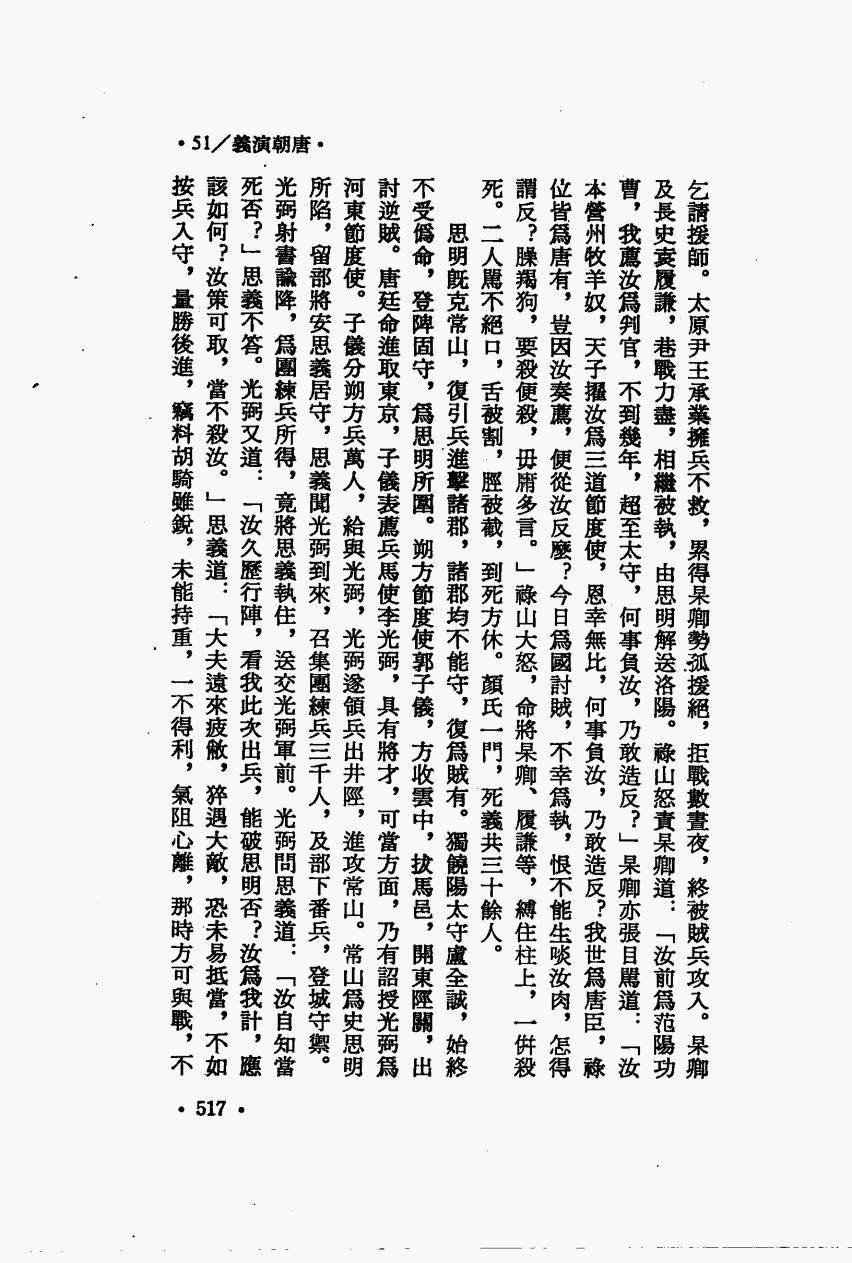 •51／義演朝唐•
乞請援師。太原尹王承業擁兵不救，累得杲卿勢孤援絕，拒戰數晝夜，終被賊兵攻入。杲卿
及長史袁履謙，巷戰力盡，相繼被執，由思明解送洛陽。祿山怒責杲卿道：「汝前為范陽功
曹，我薦汝為判官，不到幾年，超至太守，何事負汝，乃敢造反？」杲卿亦張目罵道：「汝
本營州牧羊奴，天子擢汝為三道節度使，恩幸無比，何事負汝，乃敢造反？我世為唐臣，祿
位皆為唐有，豈因汝奏薦，便從汝反麼？今日為國討賊，不幸為執，恨不能生啖汝肉，怎得
謂反？臊羯狗，要殺便殺，毋庸多言。」祿山大怒，命將杲卿、履謙等，縛住柱上，一併殺
死。二人罵不絕口，舌被割，脛被截，到死方休。顏氏一門，死義共三十餘人。
思明既克常山，復引兵進擊諸郡，諸郡均不能守，復為賊有。獨饒陽太守盧全誠，始終
不受偽命，登陴固守，為思明所圍。朔方節度使郭子儀，方收雲中，拔馬邑，開東陘關，出
討逆賊。唐廷命進取東京，子儀表薦兵馬使李光弼，具有將才，可當方面，乃有詔授光弼為
河東節度使。子儀分朔方兵萬人，給與光弼，光弼遂領兵出井陘，進攻常山。常山為史思明
所陷，留部將安思義居守，思義聞光弼到來，召集團練兵三千人，及部下番兵，登城守禦。
光弼射書諭降，為團練兵所得，竟將思義執住，送交光弼軍前。光弼問思義道：「汝自知當
死否？」思義不答。光弼又道：「汝久歷行陣，看我此次出兵，能破思明否？汝為我計，應
該如何？汝策可取，當不殺汝。」思義道：「大夫遠來疲敝，猝遇大敵，恐未易抵當，不如
按兵入守，量勝後進，竊料胡騎雖銳，未能持重，一不得利，氣阻心離，那時方可與戰，不
•517•